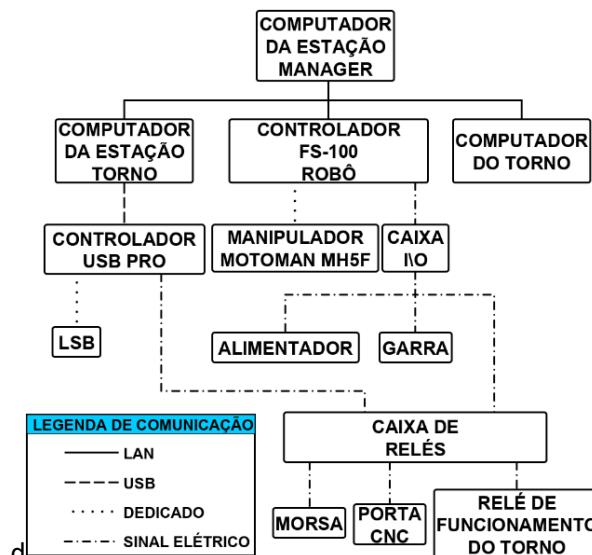 COMPUTADOR
DA ESTAÇÃO
MANAGER
COMPUTADOR
DA ESTAÇÃO
TORNO
CONTROLADOR
FS-100
ROBÔ
COMPUTADOR
DO TORNO
CONTROLADOR
USB PRO
MANIPULADOR
MOTOMAN MH5F
CAIXA
I\O
LSB
ALIMENTADOR
GARRA
LEGENDA DE COMUNICAÇÃO
LAN
USB
DEDICADO
SINAL ELÉTRICO
CAIXA DE
RELÉS
MORSA
PORTA
CNC
RELÉ DE
FUNCIONAMENTO
DO TORNO
d